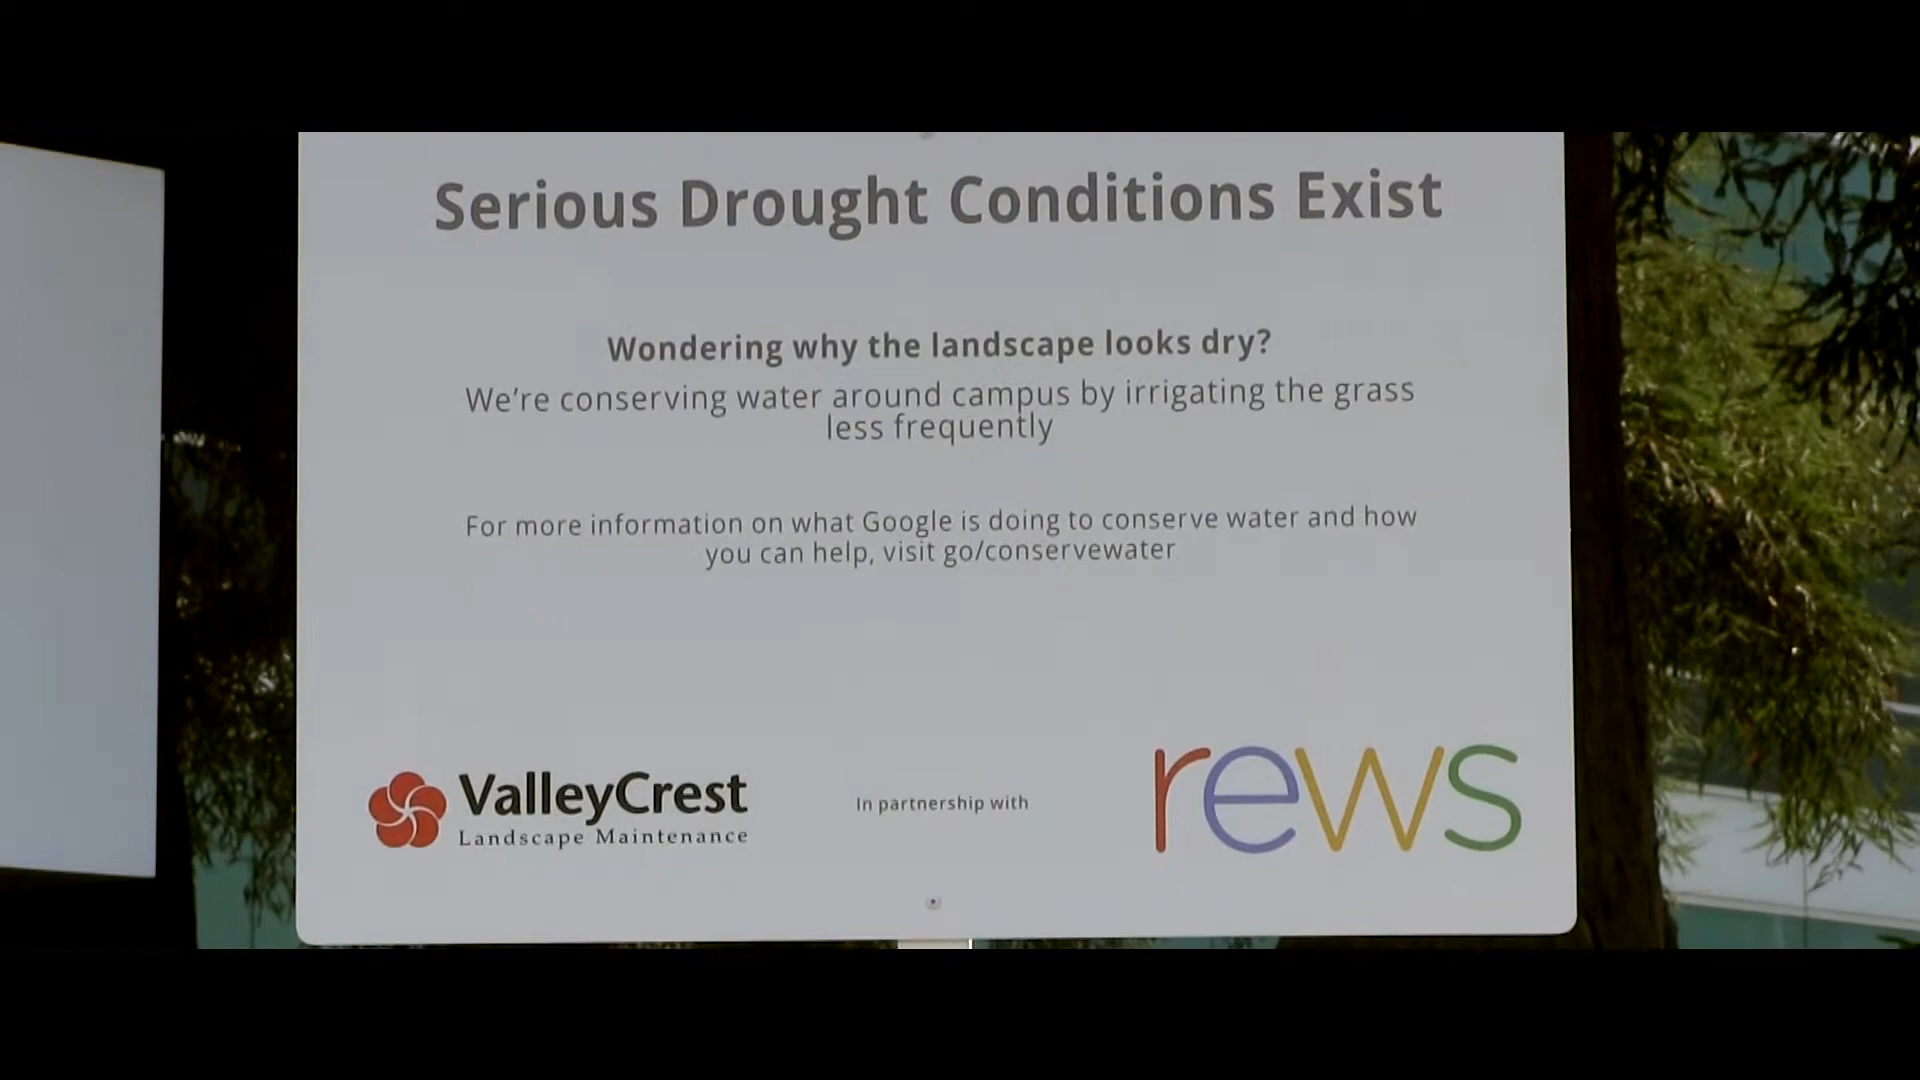 Serious Drought Conditions Exist
Wondering why the landscape looks dry?
We’re conserving water around campus by irrigating the grass
less frequently
For more information on what Google is doing to conserve water and how
you can help, visit go/conservewater
ValleyCrest
Landscape Maintenance
In partnership with
rews